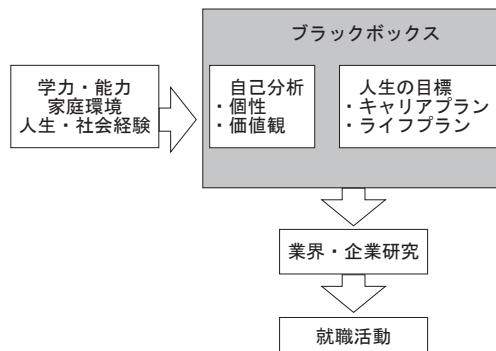 ブラックボックス
学力・能力
家庭環境
人生・社会経験
自己分析
・個性
・価値観
人生の目標
・キャリアプラン
・ライフプラン
業界・企業研究
就職活動